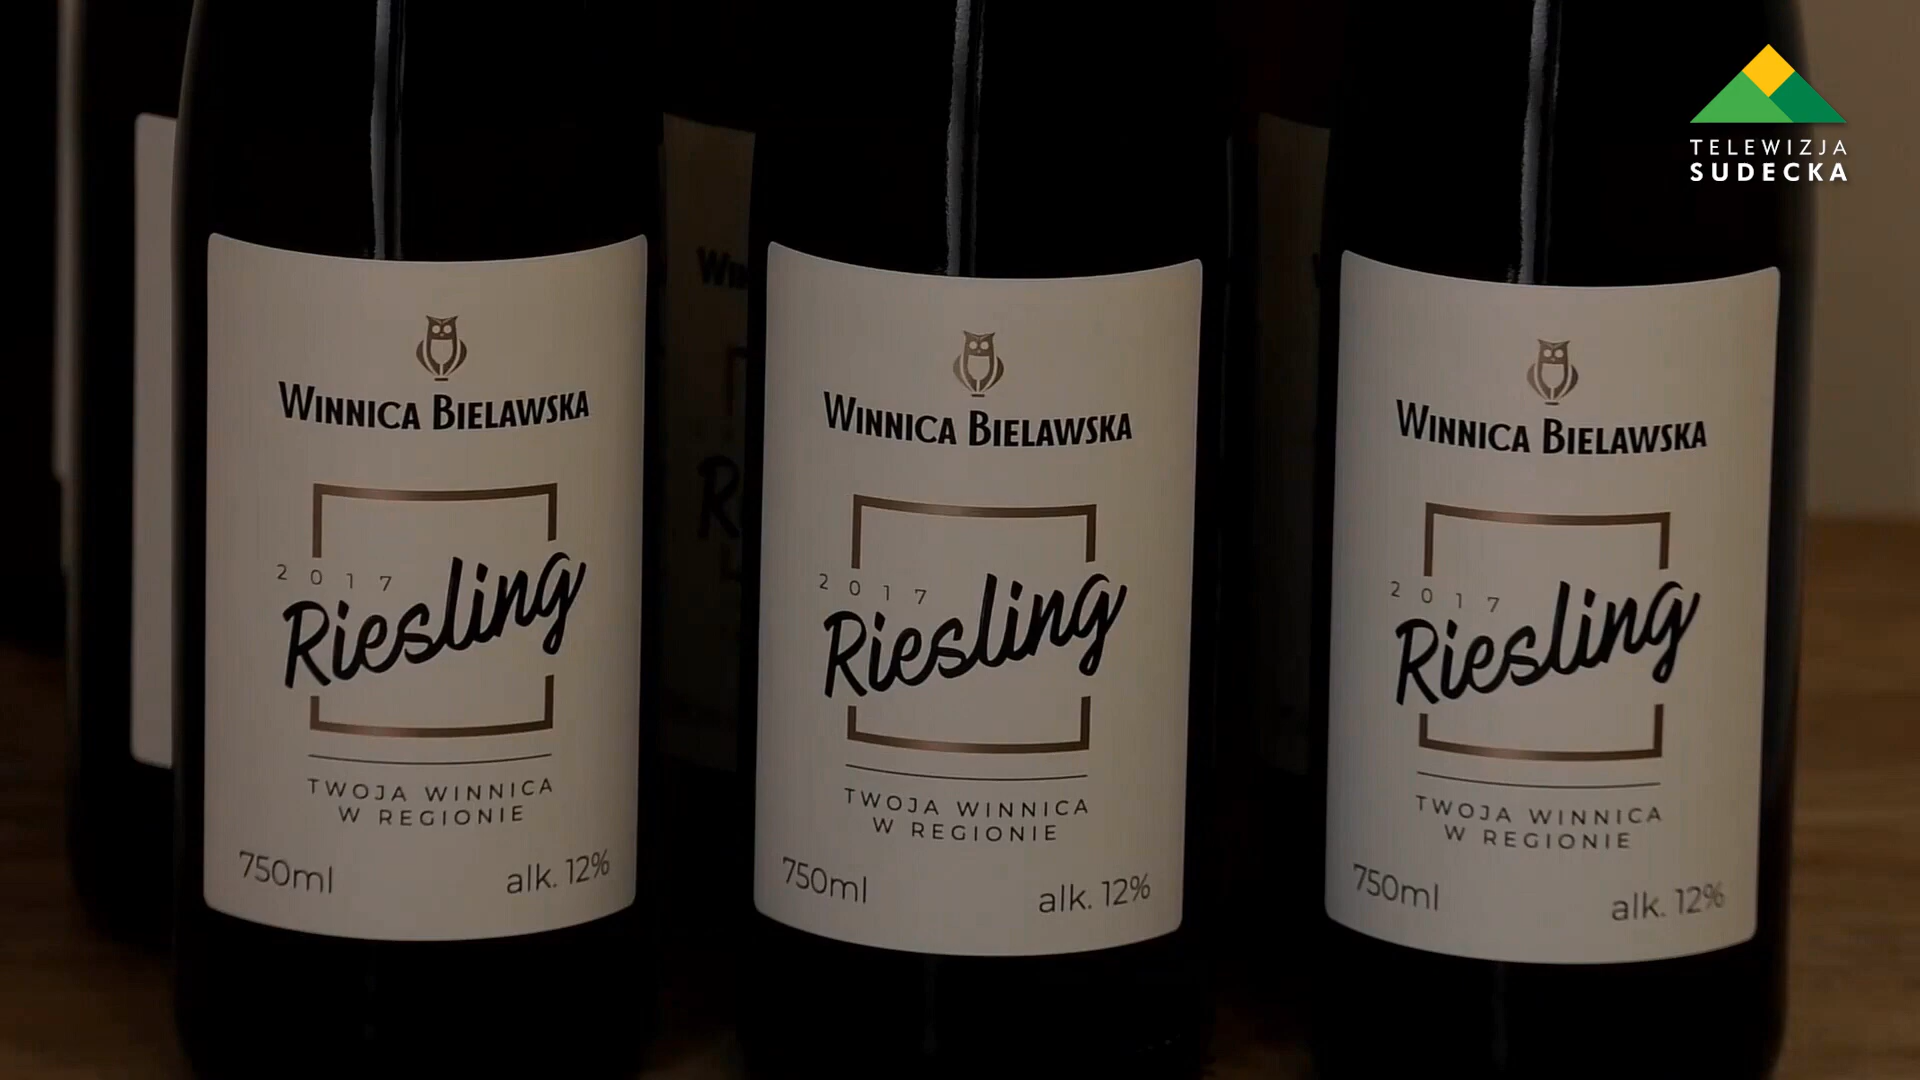 TELEWIZJA
SUDECKA
WINNICA BIELAWSKA
2017
Riesling
TWOJA WINNICA
W REGIONIE
750ml alk. 12%
WINNICA BIELAWSKA
2017
Riesling
TWOJA WINNICA
W REGIONIE
750ml alk. 12%
WINNICA BIELAWSKA
2017
Riesling
TWOJA WINNICA
W REGIONIE
750ml alk. 12%